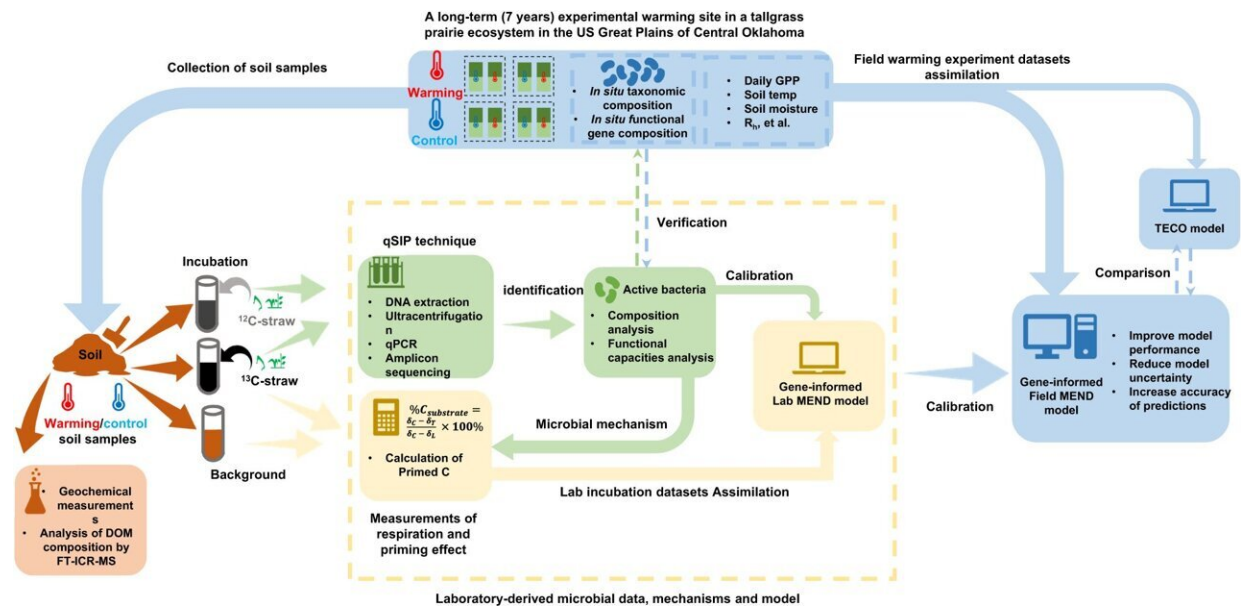 A long-term (7 years) experimental warming site in a tallgrass
prairie ecosystem in the US Great Plains of Central Oklahoma
Collection of soil samples
Warming
Control
• In situ taxonomic
composition
• In situ functional
gene composition
• Daily GPP
• Soil temp
• Soil moisture
• Rₕ, et al.
Field warming experiment datasets
assimilation
TECO model
Comparison
Verification
qSIP technique
• DNA extraction
• Ultracentrifugatio
n
• qPCR
• Amplicon
sequencing
identification
Active bacteria
• Composition
analysis
• Functional
capacities analysis
Calibration
Gene-informed
Lab MEND model
Calibration
Gene-informed
Field MEND
model
• Improve model
performance
• Reduce model
uncertainty
• Increase accuracy
of predictions
Incubation
¹²C-straw
¹³C-straw
Background
Soil
Warming/control
soil samples
• Geochemical
measurement
s
• Analysis of DOM
composition by
FT-ICR-MS
%C_substrate =
(δ_C − δ_T)/(δ_C − δ_L) × 100%
• Calculation of
Primed C
Microbial mechanism
Lab incubation datasets Assimilation
Measurements of
respiration and
priming effect
Laboratory-derived microbial data, mechanisms and model